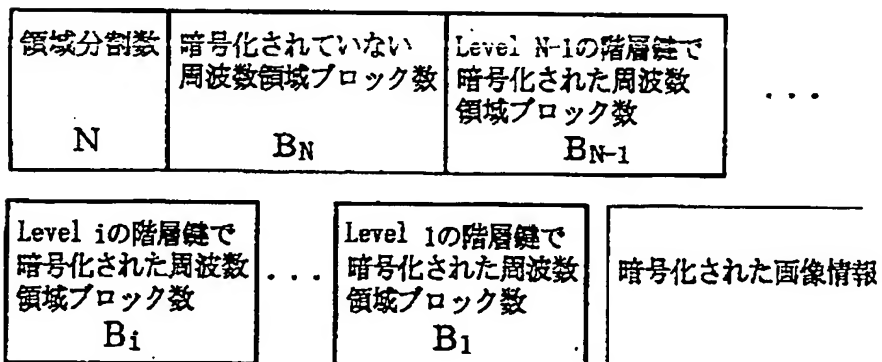 領域分割数
N
暗号化されていない
周波数領域ブロック数
BN
Level N-1の階層鍵で
暗号化された周波数
領域ブロック数
BN-1
...
Level iの階層鍵で
暗号化された周波数
領域ブロック数
Bi
...
Level 1の階層鍵で
暗号化された周波数
領域ブロック数
B1
暗号化された画像情報